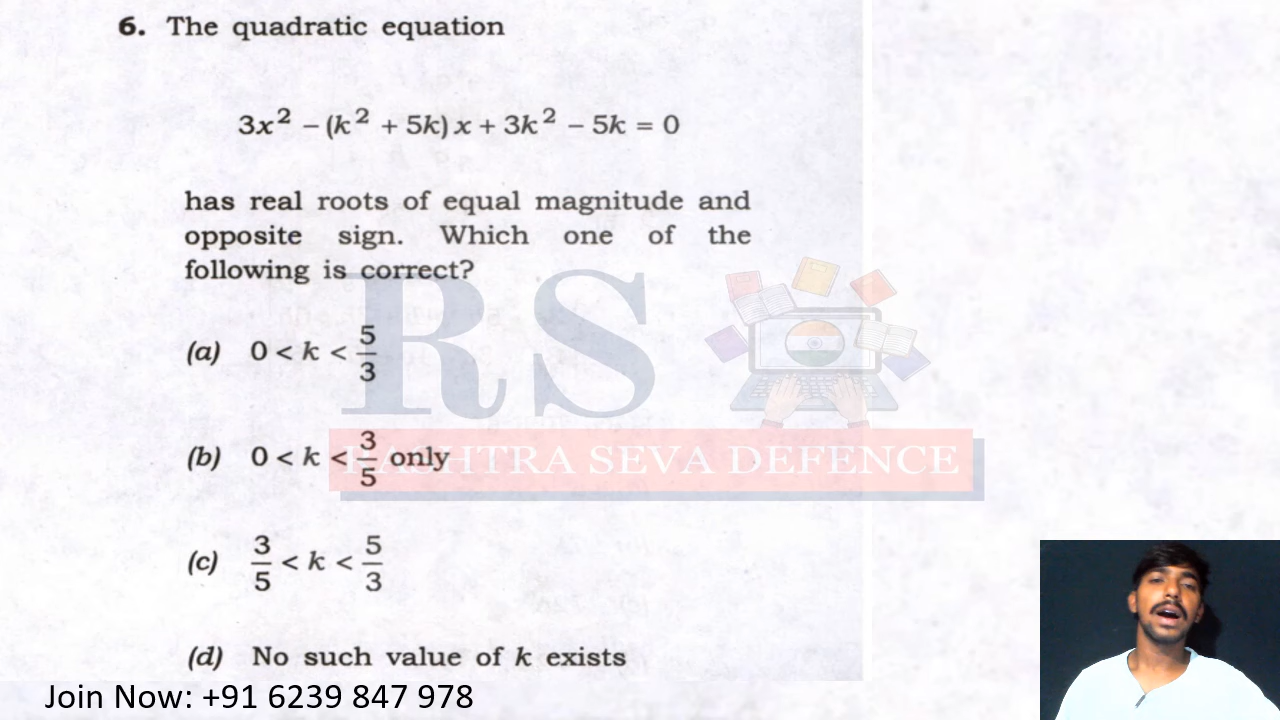 6. The quadratic equation
3x² – (k² + 5k) x + 3k² – 5k = 0
has real roots of equal magnitude and
opposite sign. Which one of the
following is correct?
(a) 0 < k < 5/3
(b) 0 < k < 3/5 only
(c) 3/5 < k < 5/3
(d) No such value of k exists
RS
RASHTRA SEVA DEFENCE
Join Now: +91 6239 847 978